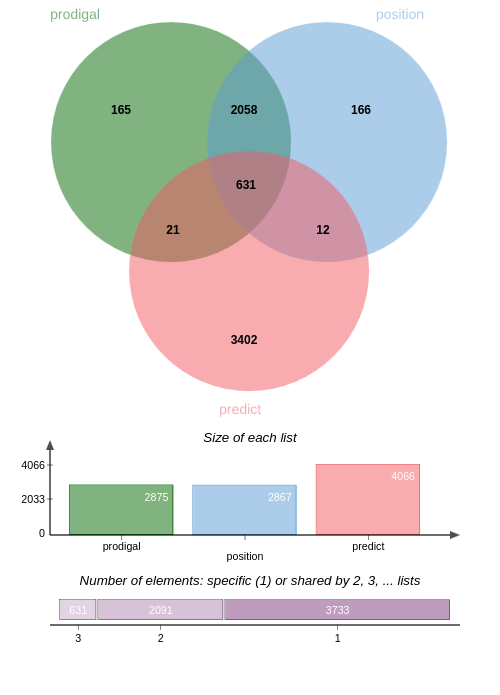 prodigal position
165 2058 166
631
21 12
3402
predict
Size of each list
4066
2033
0
2875 2867 4066
prodigal position predict
Number of elements: specific (1) or shared by 2, 3, ... lists
631 2091 3733
3 2 1